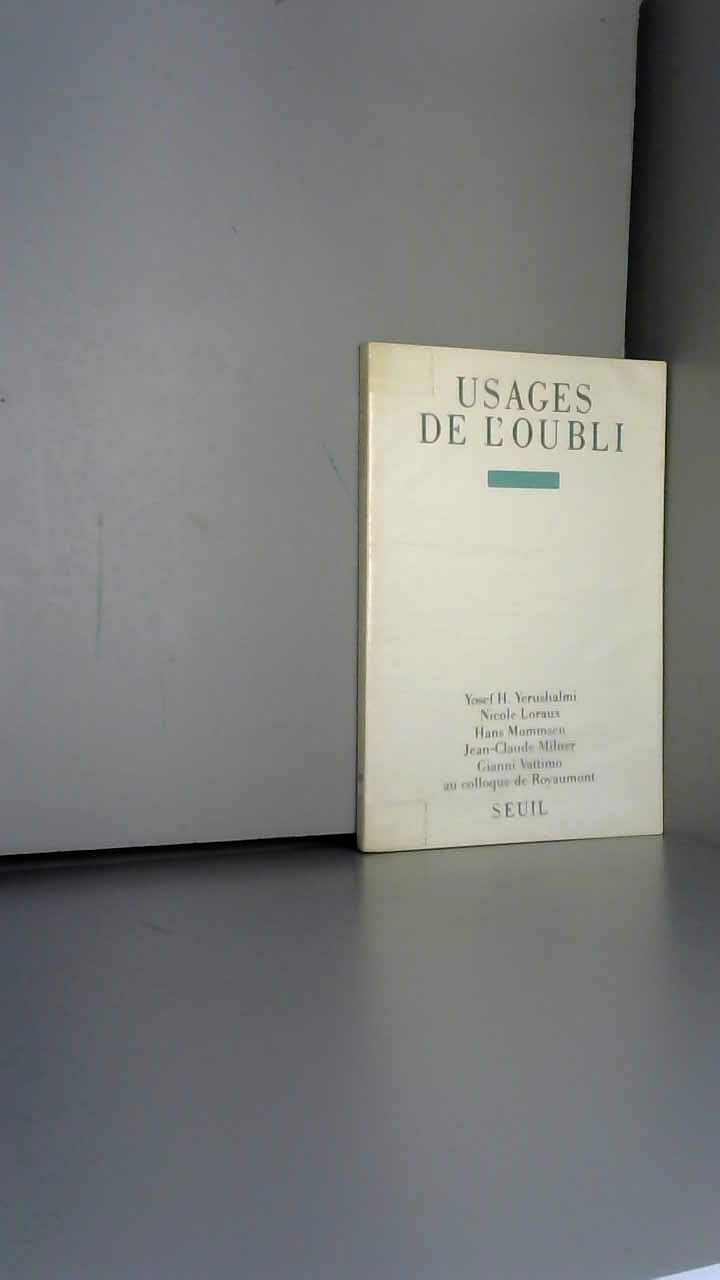 USAGES
DE L'OUBLI
Yosef H. Yerushalmi
Nicole Loraux
Hans Mommsen
Jean-Claude Milner
Gianni Vattimo
au colloque de Royaumont
SEUIL